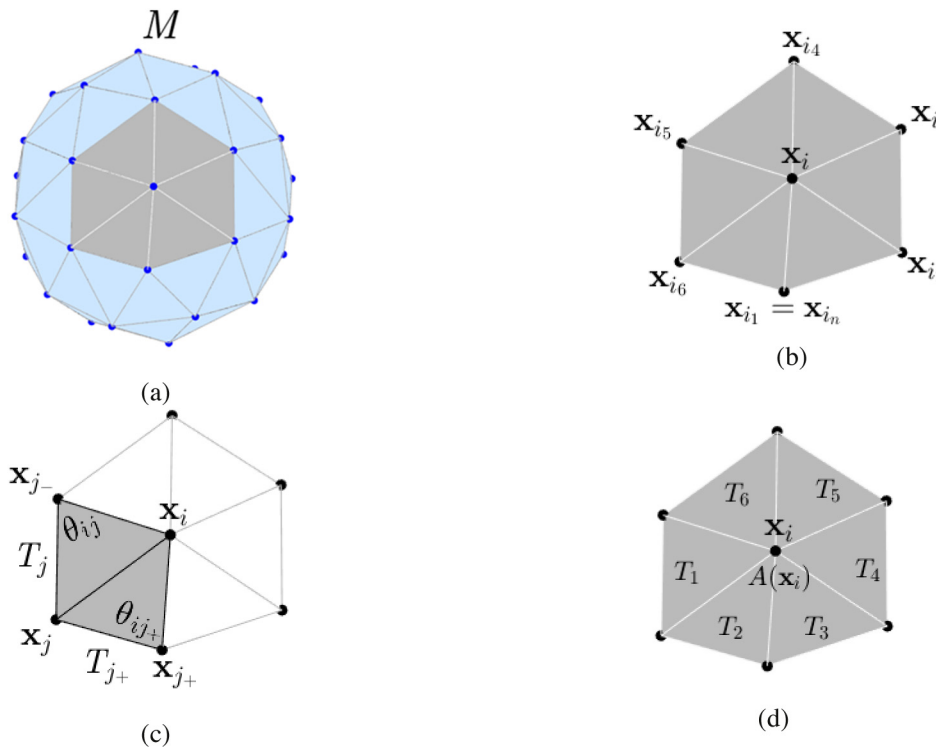 M
(a)
𝐱_{i_4}
𝐱_{i_5}
𝐱_i
𝐱_i
𝐱_{i_6}
𝐱_i
𝐱_{i_1} = 𝐱_{i_n}
(b)
𝐱_{j_-}
θ_{ij}
𝐱_i
T_j
θ_{ij_+}
𝐱_j
T_{j_+}
𝐱_{j_+}
(c)
T_6
T_5
𝐱_i
T_1
A(𝐱_i)
T_4
T_2
T_3
(d)